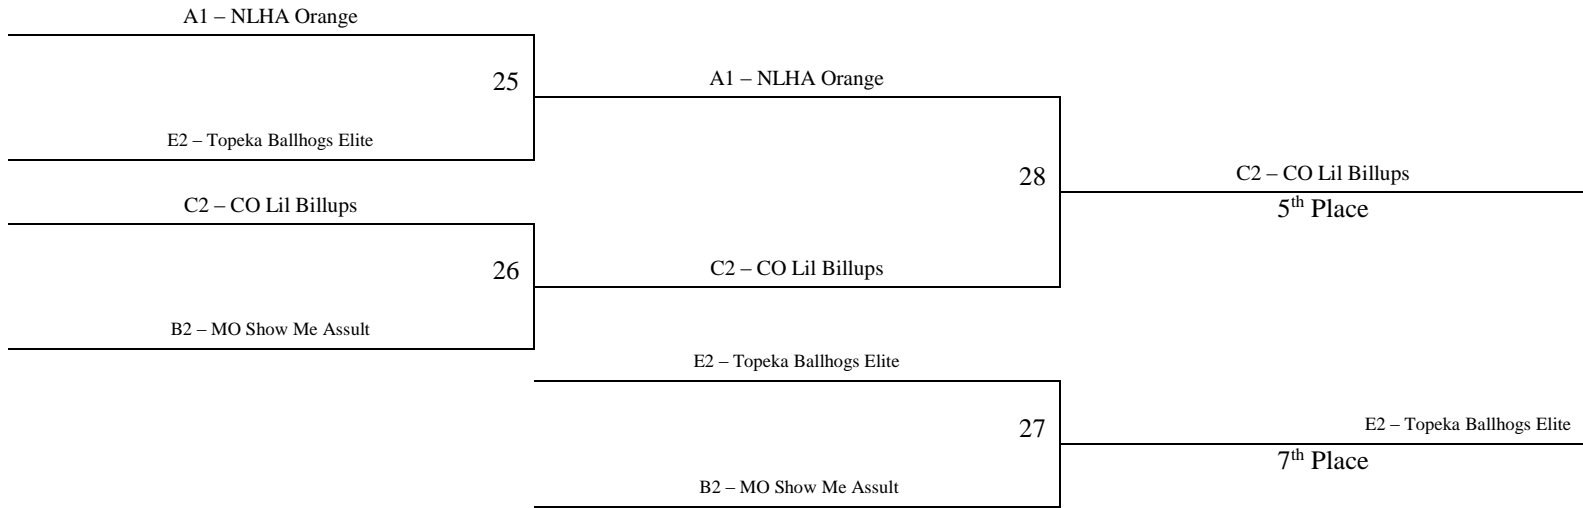 A1 – NLHA Orange
25
A1 – NLHA Orange
E2 – Topeka Ballhogs Elite
28
C2 – CO Lil Billups
5th Place
C2 – CO Lil Billups
26
C2 – CO Lil Billups
B2 – MO Show Me Assult
E2 – Topeka Ballhogs Elite
27
E2 – Topeka Ballhogs Elite
7th Place
B2 – MO Show Me Assult